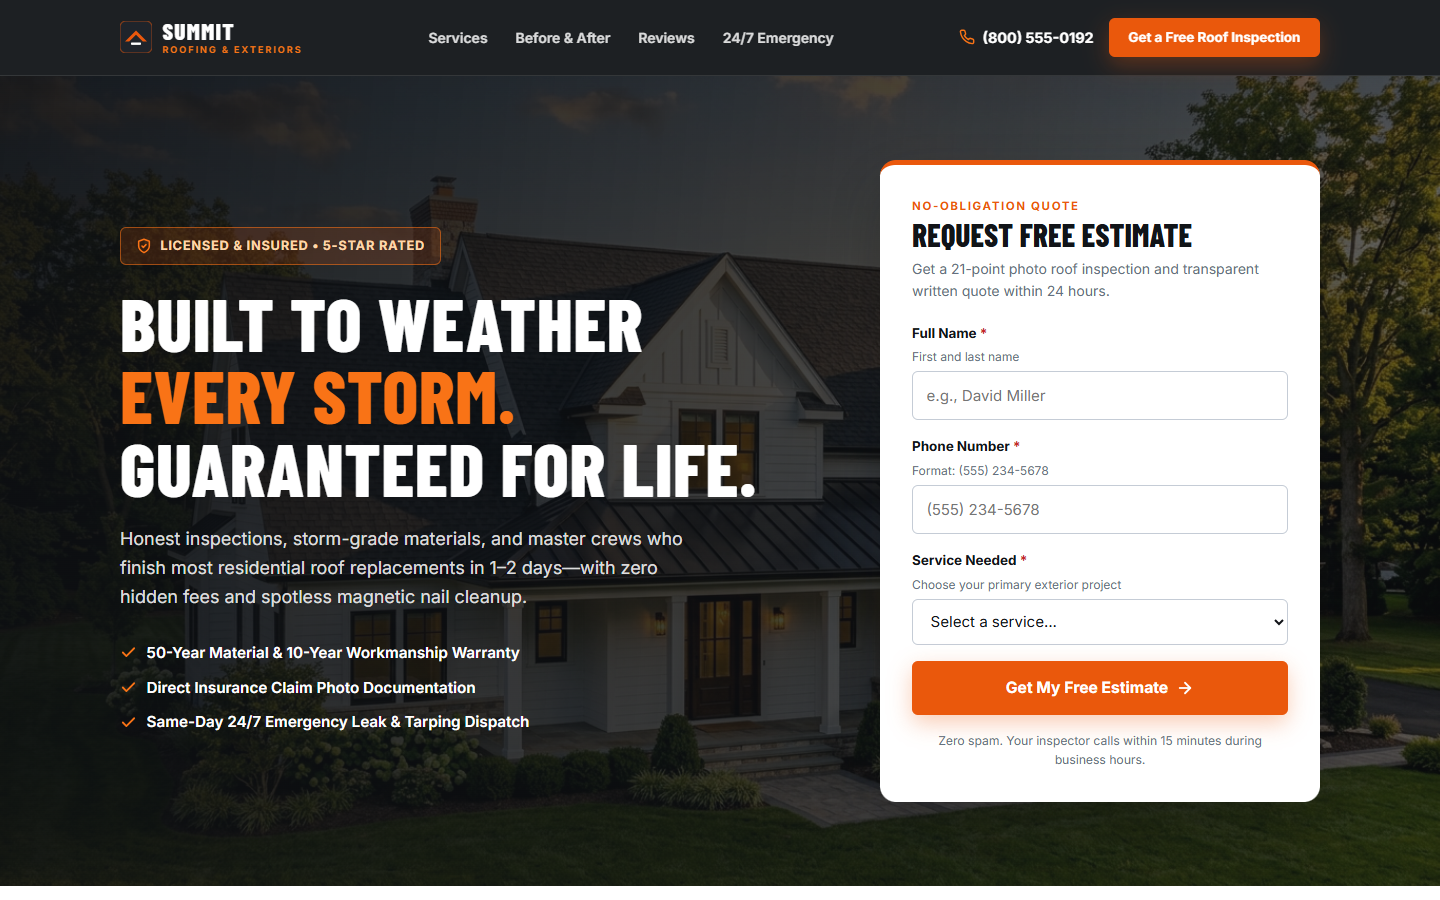 SUMMIT
ROOFING & EXTERIORS
Services
Before & After
Reviews
24/7 Emergency
(800) 555-0192
Get a Free Roof Inspection
LICENSED & INSURED • 5-STAR RATED
BUILT TO WEATHER
EVERY STORM.
GUARANTEED FOR LIFE.
Honest inspections, storm-grade materials, and master crews who
finish most residential roof replacements in 1–2 days—with zero
hidden fees and spotless magnetic nail cleanup.
50-Year Material & 10-Year Workmanship Warranty
Direct Insurance Claim Photo Documentation
Same-Day 24/7 Emergency Leak & Tarping Dispatch
NO-OBLIGATION QUOTE
REQUEST FREE ESTIMATE
Get a 21-point photo roof inspection and transparent
written quote within 24 hours.
Full Name *
First and last name
e.g., David Miller
Phone Number *
Format: (555) 234-5678
(555) 234-5678
Service Needed *
Choose your primary exterior project
Select a service...
Get My Free Estimate →
Zero spam. Your inspector calls within 15 minutes during
business hours.